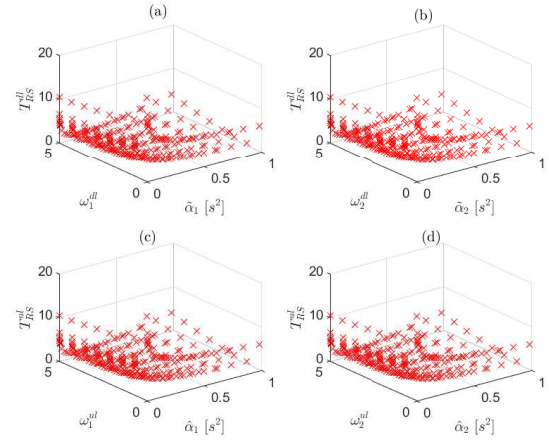 (a)
(b)
20
10
0
T_{RS}^{dl}
5
0
ω_1^{dl}
0
0.5
1
α̃_1 [s^2]
20
10
0
T_{RS}^{dl}
5
0
ω_2^{dl}
0
0.5
1
α̃_2 [s^2]
(c)
(d)
20
10
0
T_{RS}^{ul}
5
0
ω_1^{ul}
0
0.5
1
α̂_1 [s^2]
20
10
0
T_{RS}^{ul}
5
0
ω_2^{ul}
0
0.5
1
α̂_2 [s^2]